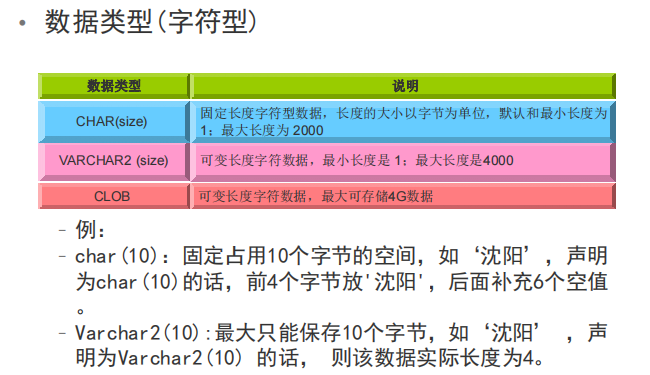 • 数据类型(字符型)
数据类型 说明
CHAR(size) 固定长度字符型数据，长度的大小以字节为单位，默认和最小长度为
1；最大长度为 2000
VARCHAR2 (size) 可变长度字符数据，最小长度是 1；最大长度是4000
CLOB 可变长度字符数据，最大可存储4G数据
– 例：
– char(10)：固定占用10个字节的空间，如‘沈阳’，声明
为char(10)的话，前4个字节放'沈阳'，后面补充6个空值
。
– Varchar2(10):最大只能保存10个字节，如‘沈阳’ ，声
明为Varchar2(10) 的话， 则该数据实际长度为4。